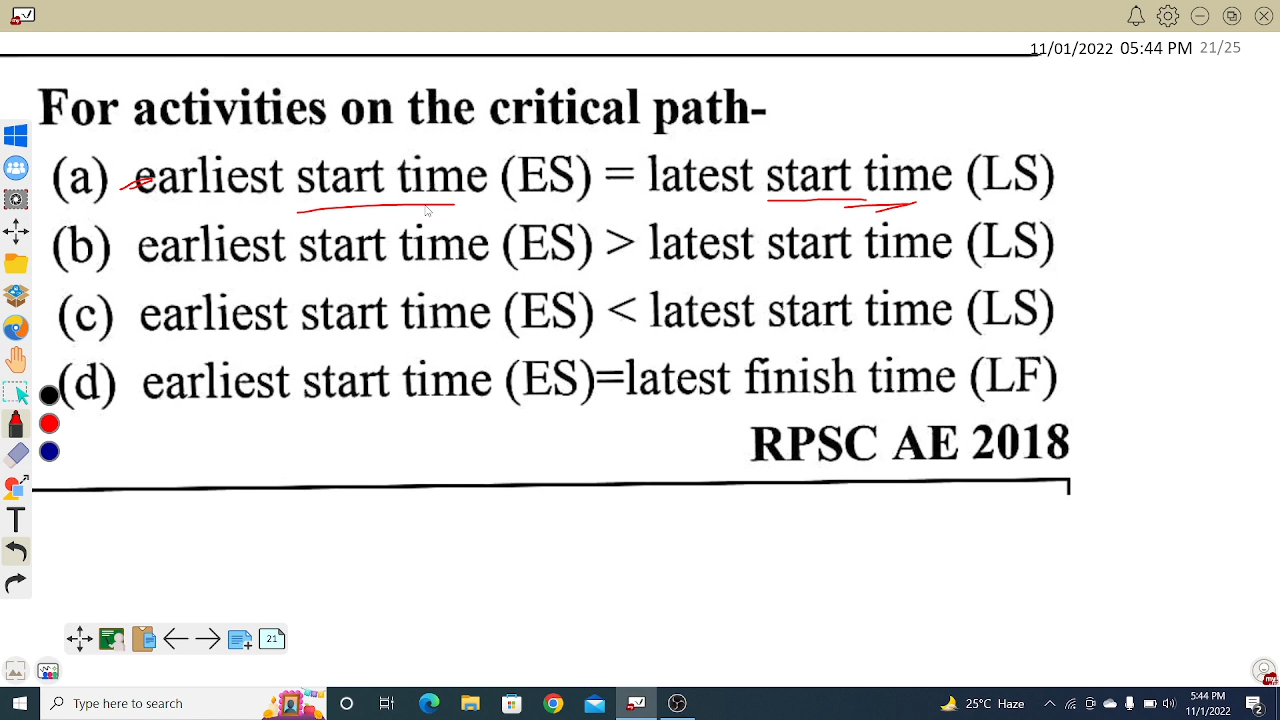 11/01/2022 05:44 PM 21/25
For activities on the critical path-
(a) earliest start time (ES) = latest start time (LS)
(b) earliest start time (ES) > latest start time (LS)
(c) earliest start time (ES) < latest start time (LS)
(d) earliest start time (ES)=latest finish time (LF)
RPSC AE 2018
T
21
Type here to search
25°C Haze
5:44 PM
11/1/2022
2